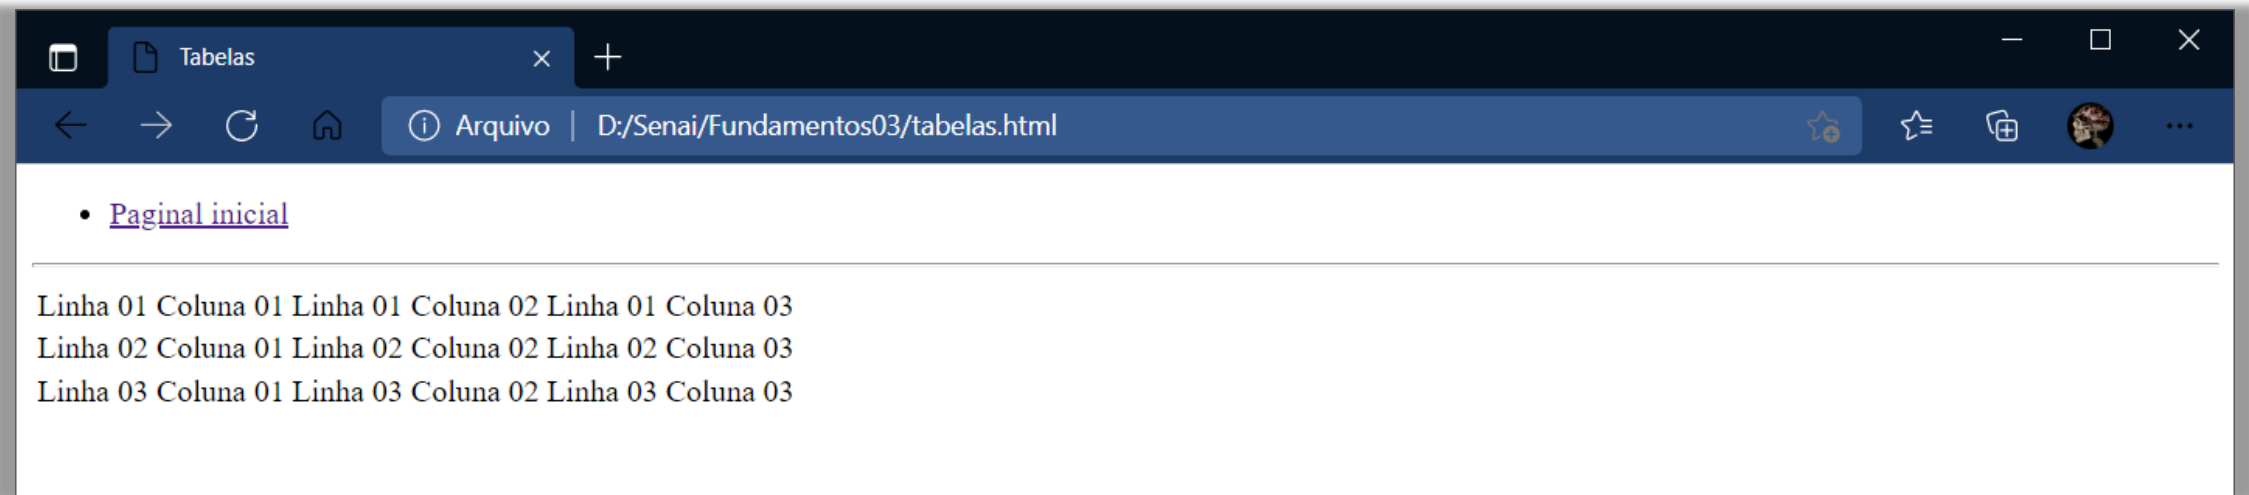 Tabelas
Arquivo | D:/Senai/Fundamentos03/tabelas.html
Paginal inicial
Linha 01 Coluna 01 Linha 01 Coluna 02 Linha 01 Coluna 03
Linha 02 Coluna 01 Linha 02 Coluna 02 Linha 02 Coluna 03
Linha 03 Coluna 01 Linha 03 Coluna 02 Linha 03 Coluna 03